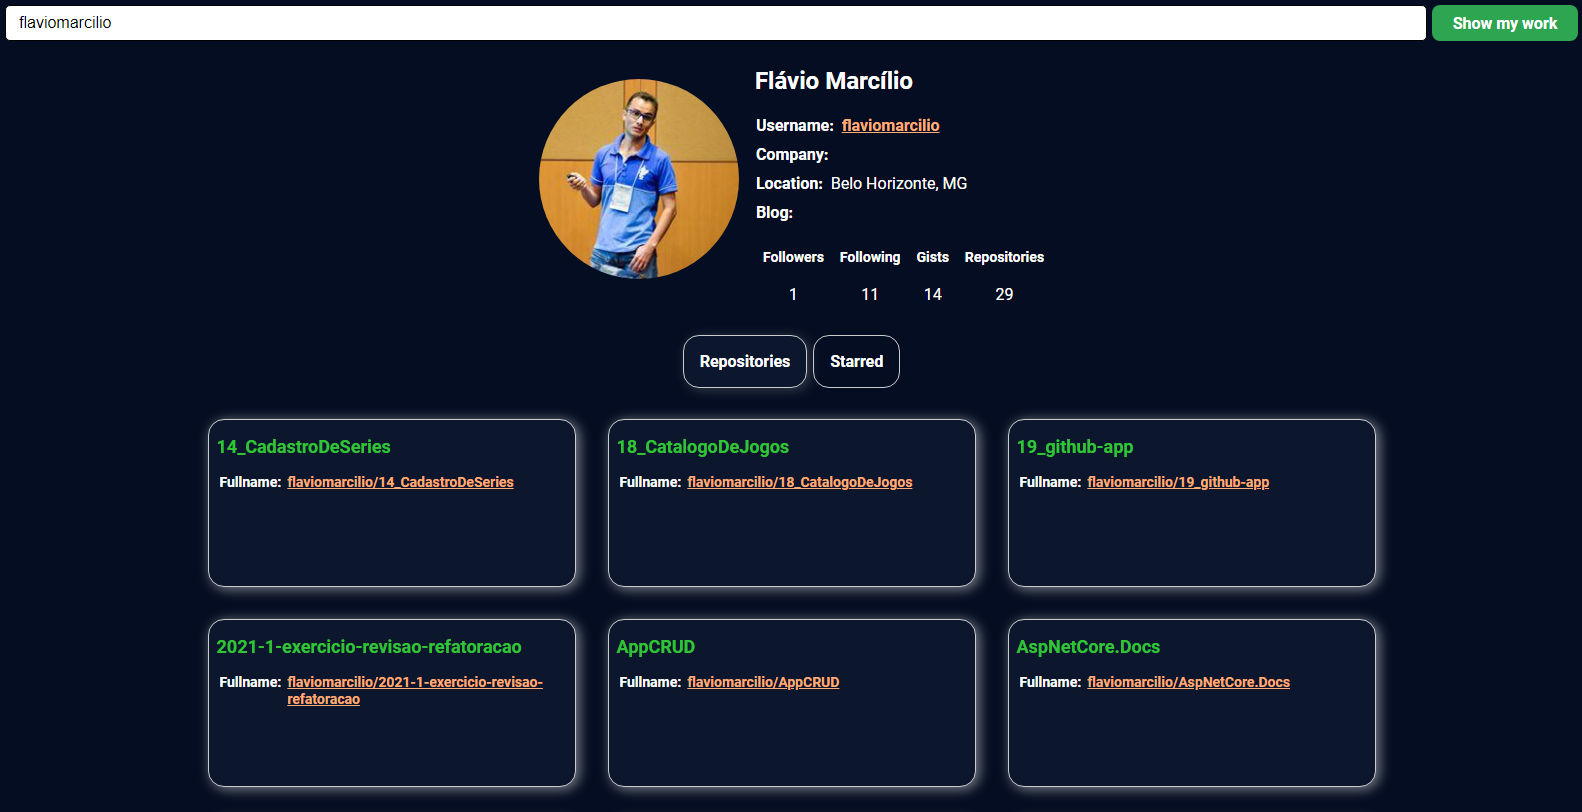 flaviomarcilio
Show my work
Flávio Marcílio
Username: flaviomarcilio
Company:
Location: Belo Horizonte, MG
Blog:
Followers Following Gists Repositories
1 11 14 29
Repositories Starred
14_CadastroDeSeries
Fullname: flaviomarcilio/14_CadastroDeSeries
18_CatalogoDeJogos
Fullname: flaviomarcilio/18_CatalogoDeJogos
19_github-app
Fullname: flaviomarcilio/19_github-app
2021-1-exercicio-revisao-refatoracao
Fullname: flaviomarcilio/2021-1-exercicio-revisao-
refatoracao
AppCRUD
Fullname: flaviomarcilio/AppCRUD
AspNetCore.Docs
Fullname: flaviomarcilio/AspNetCore.Docs